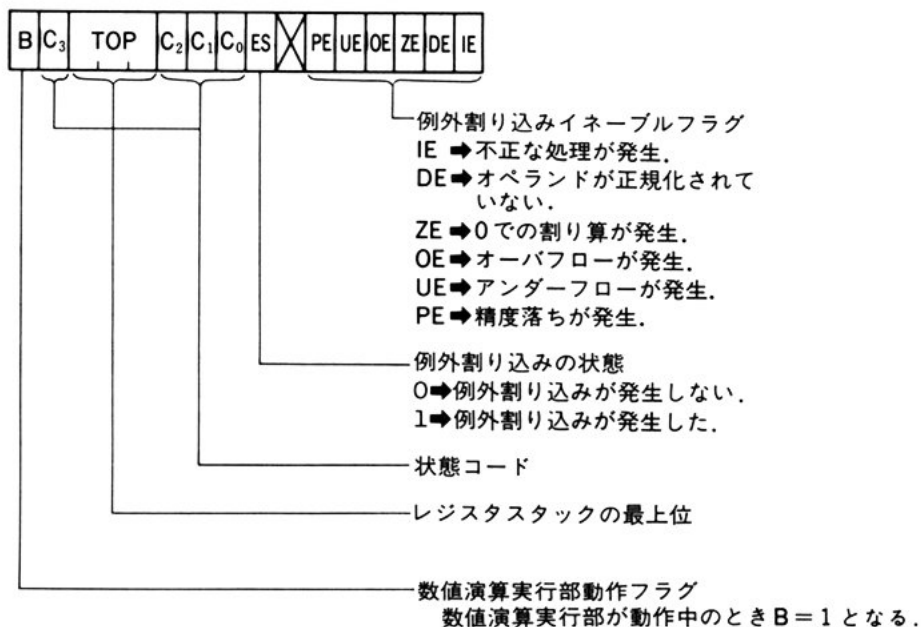 B C₃ TOP C₂ C₁ C₀ ES PE UE OE ZE DE IE
例外割り込みイネーブルフラグ
IE ➡不正な処理が発生.
DE➡オペランドが正規化されて
いない.
ZE ➡0での割り算が発生.
OE➡オーバフローが発生.
UE➡アンダーフローが発生.
PE➡精度落ちが発生.
例外割り込みの状態
0➡例外割り込みが発生しない.
1➡例外割り込みが発生した.
状態コード
レジスタスタックの最上位
数値演算実行部動作フラグ
数値演算実行部が動作中のときB=1となる.